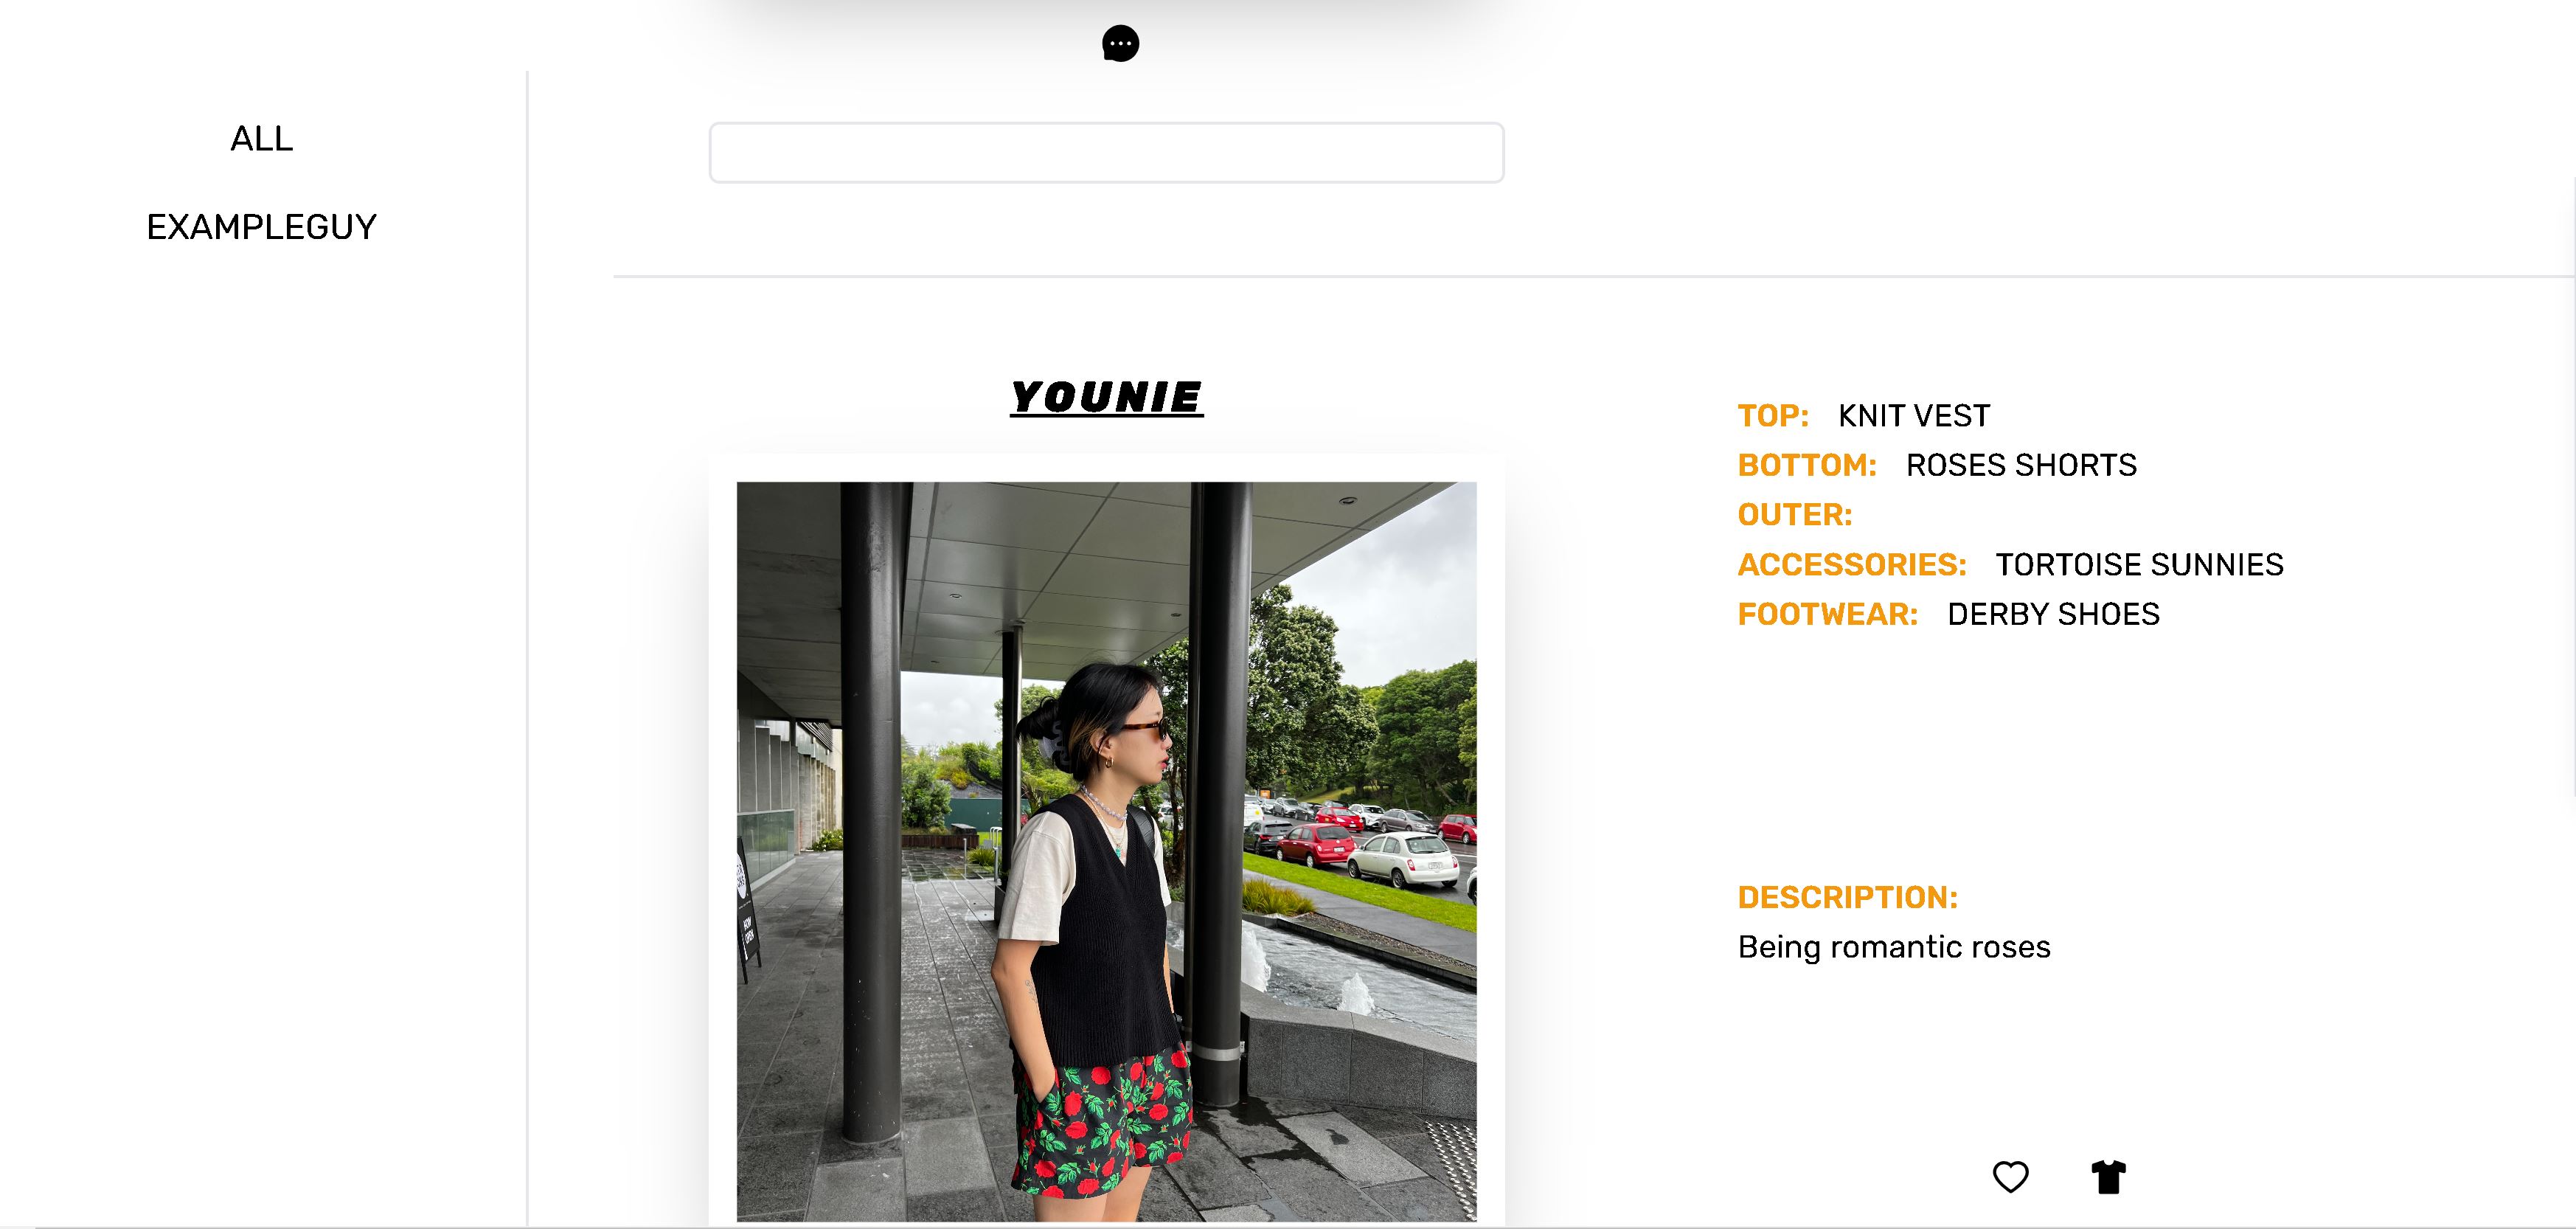 ALL
EXAMPLEGUY
YOUNIE
TOP: KNIT VEST
BOTTOM: ROSES SHORTS
OUTER:
ACCESSORIES: TORTOISE SUNNIES
FOOTWEAR: DERBY SHOES
DESCRIPTION:
Being romantic roses